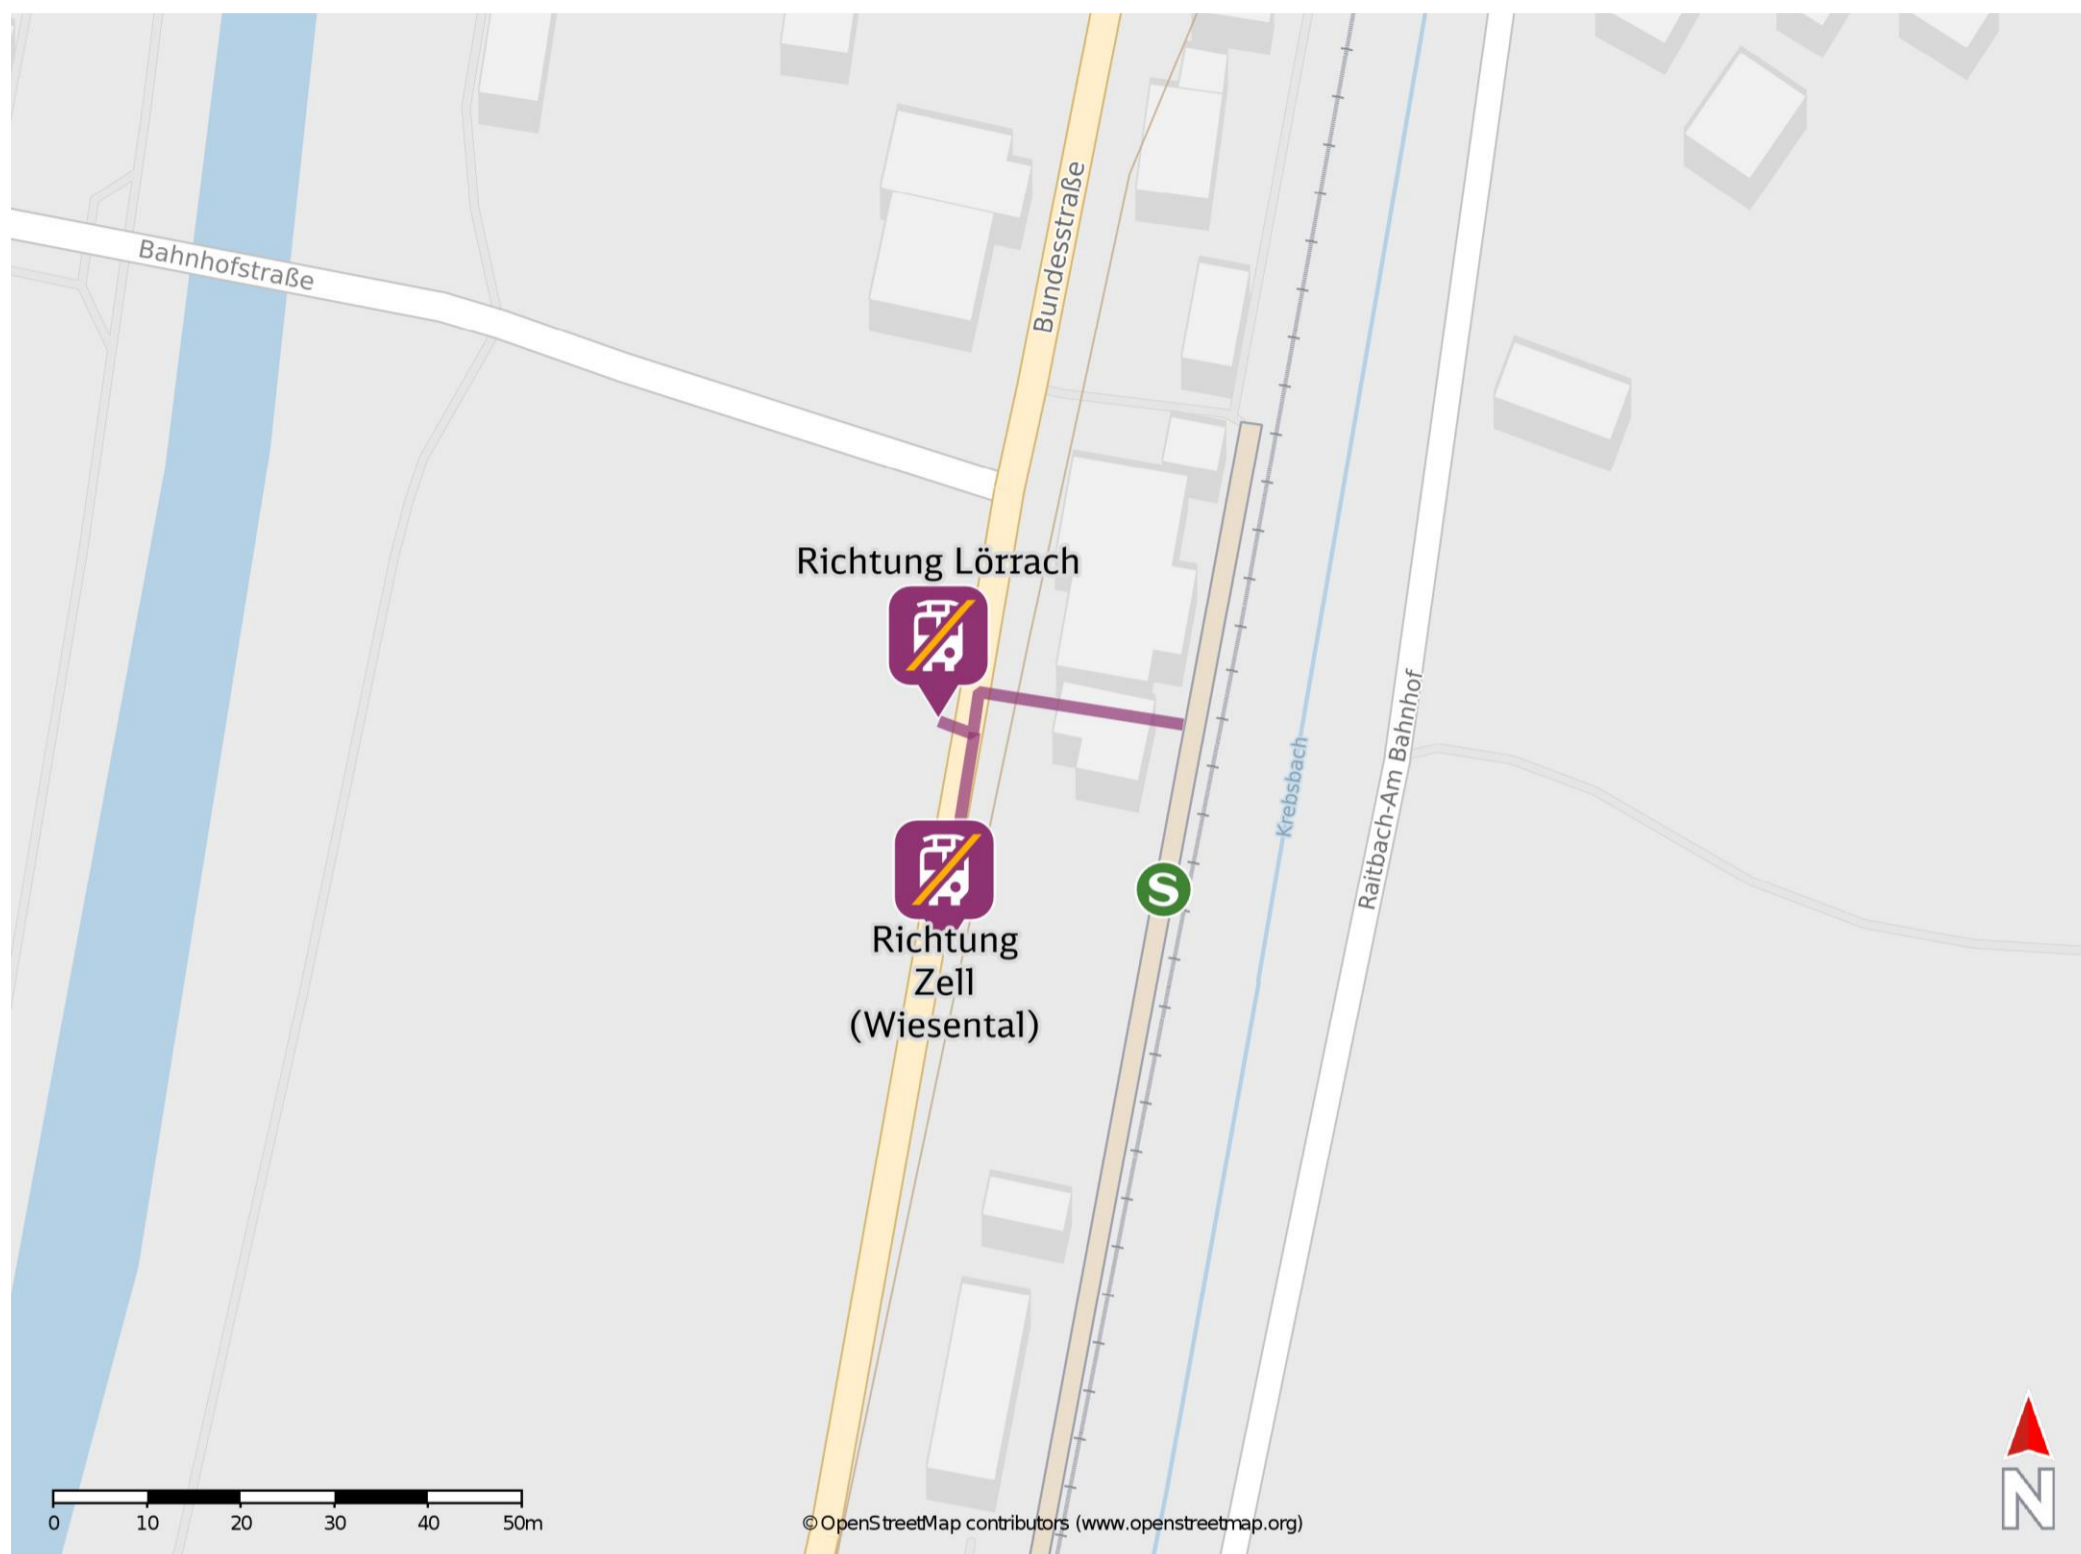 Bundesstraße
Bahnhofstraße
Richtung Lörrach
Raitbach-Am Bahnhof
Krebsbach
S
Richtung
Zell
(Wiesental)
0 10 20 30 40 50m
© OpenStreetMap contributors (www.openstreetmap.org)
N